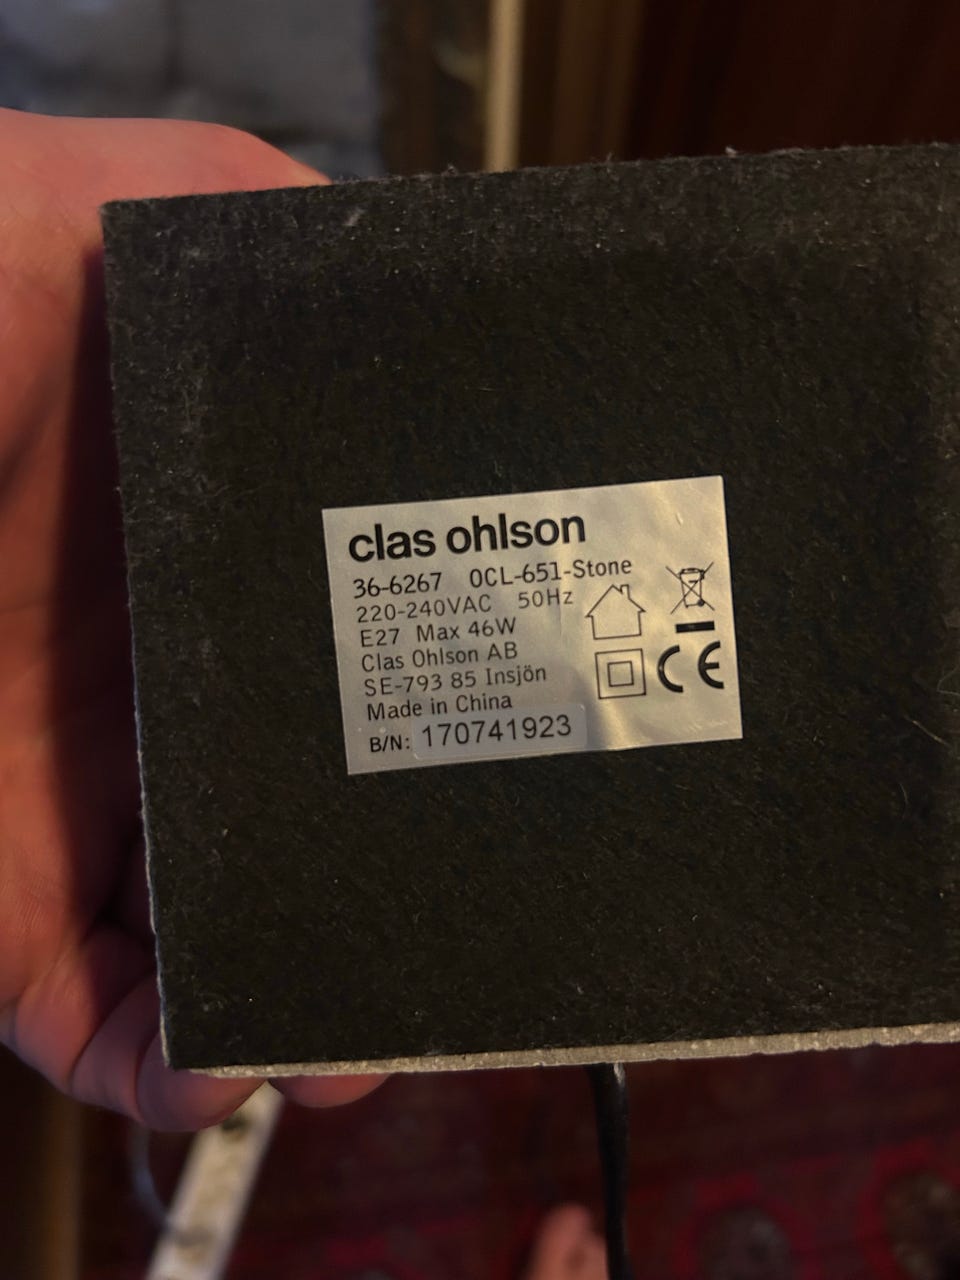 clas ohlson
36-6267 OCL-651-Stone
220-240VAC 50Hz
E27 Max 46W
Clas Ohlson AB
SE-793 85 Insjön
Made in China
B/N: 170741923
CE